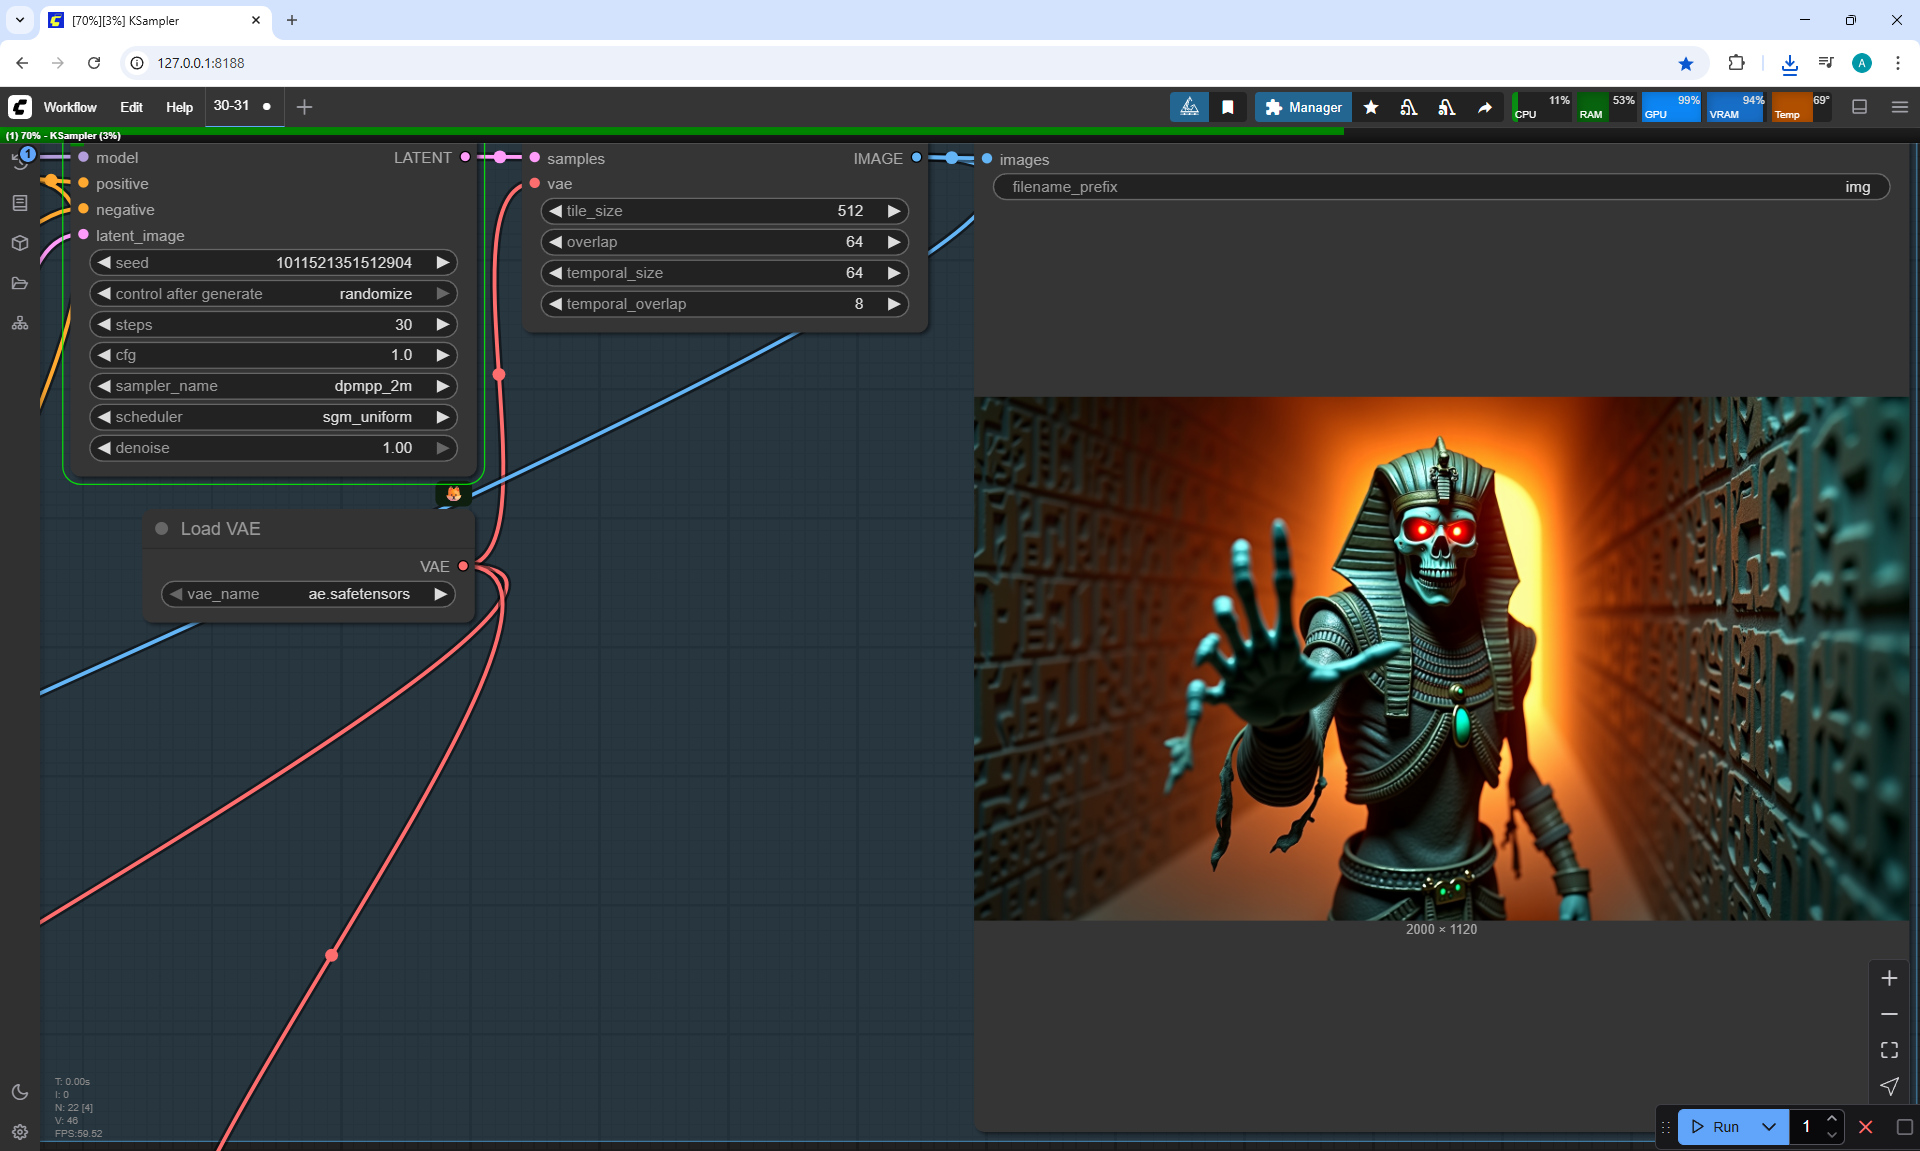 [70%][3%] KSampler
127.0.0.1:8188
A
Workflow Edit Help 30-31
Manager
CPU 11% RAM 53% GPU 99% VRAM 94% Temp 69°
(1) 70% - KSampler (3%)
1
model LATENT
positive
negative
latent_image
seed 1011521351512904
control after generate randomize
steps 30
cfg 1.0
sampler_name dpmpp_2m
scheduler sgm_uniform
denoise 1.00
samples IMAGE
vae
tile_size 512
overlap 64
temporal_size 64
temporal_overlap 8
images
filename_prefix img
Load VAE
VAE
vae_name ae.safetensors
2000 × 1120
T: 0.00s
I: 0
N: 22 [4]
V: 46
FPS:59.52
Run 1